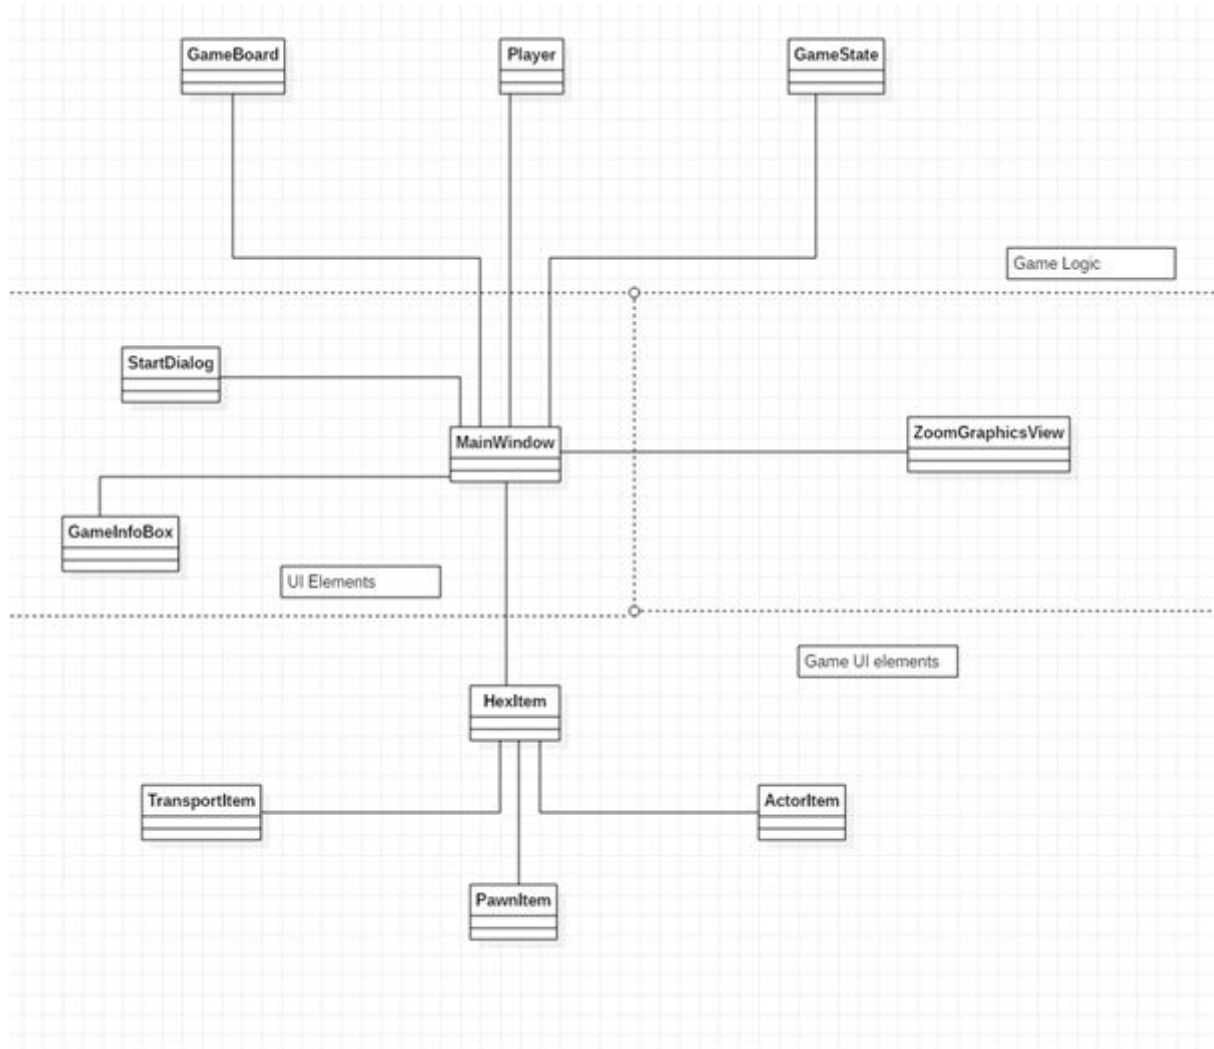 GameBoard
Player
GameState
Game Logic
StartDialog
ZoomGraphicsView
MainWindow
GameInfoBox
UI Elements
Game UI elements
HexItem
TransportItem
ActorItem
PawnItem